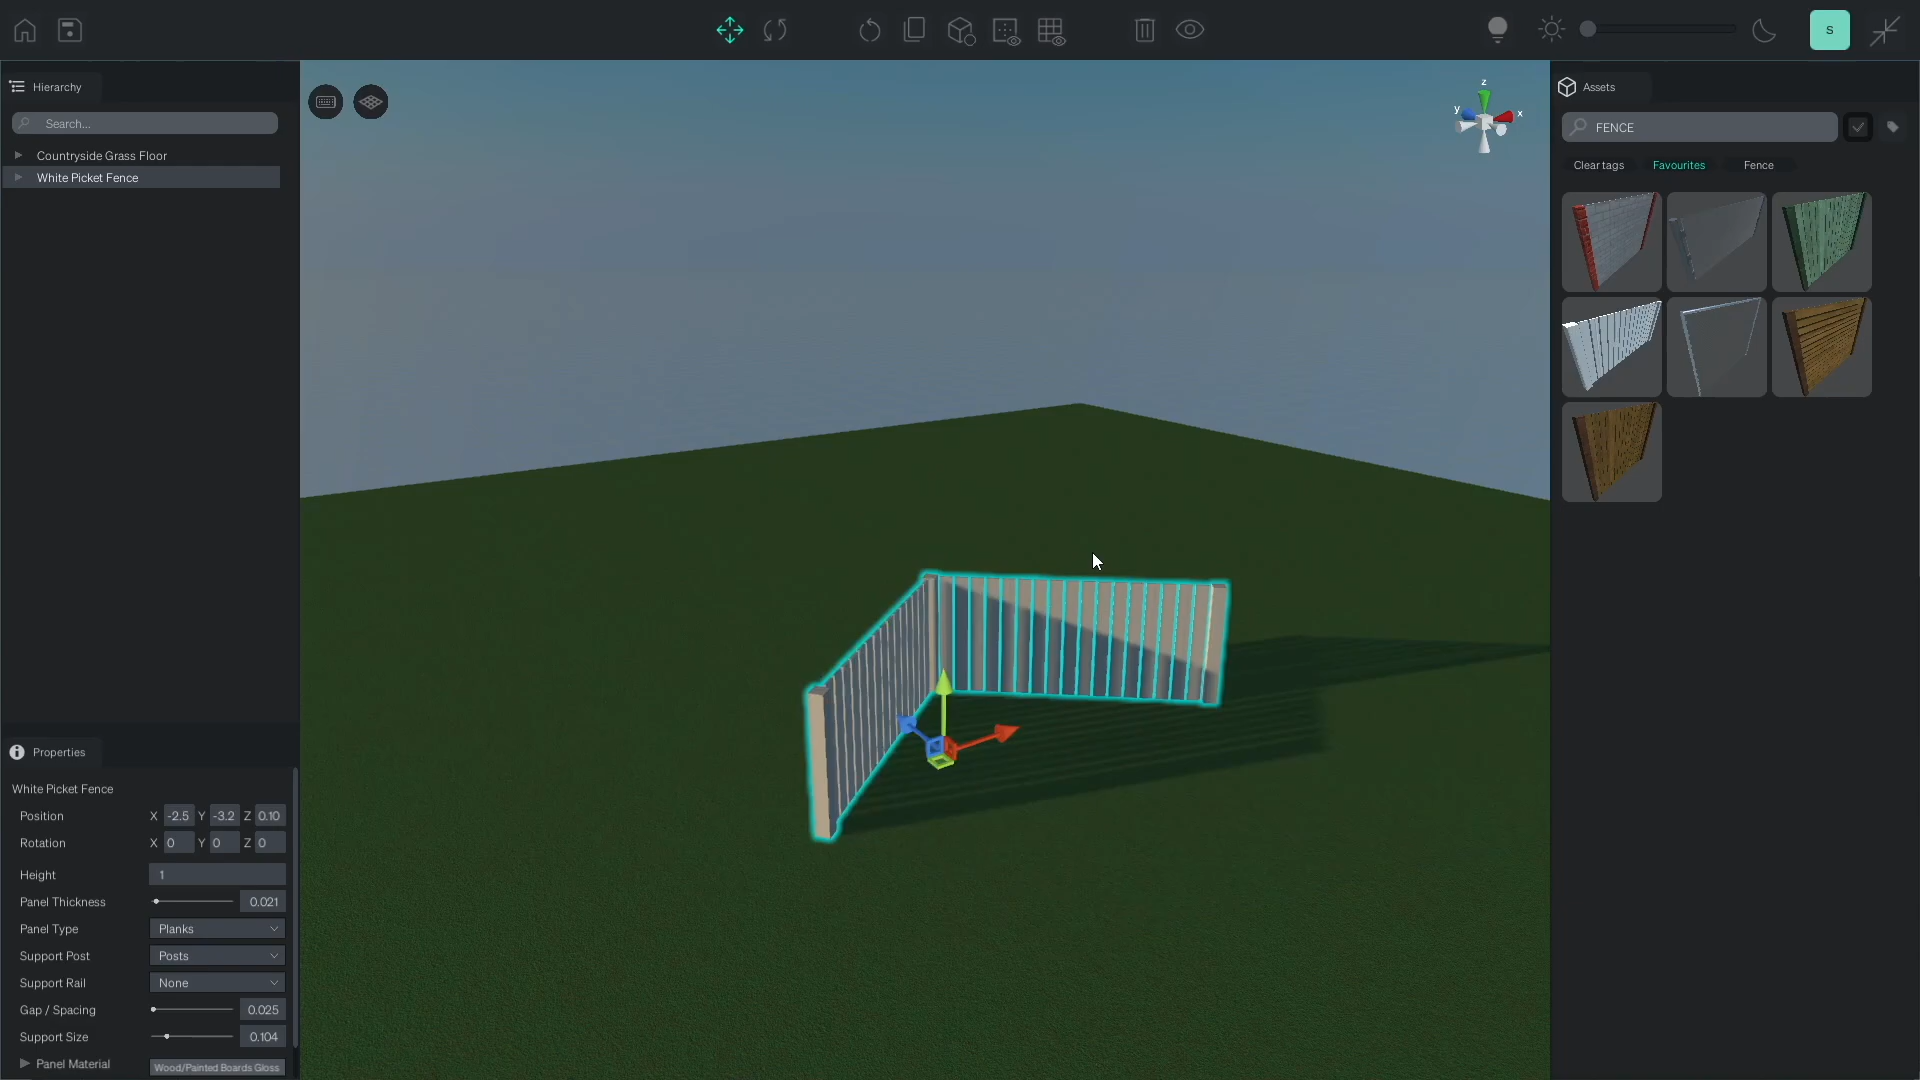 S
Hierarchy
Search...
Countryside Grass Floor
White Picket Fence
z
y
x
Assets
FENCE
Clear tags Favourites Fence
Properties
White Picket Fence
Position X -2.5 Y -3.2 Z 0.10
Rotation X 0 Y 0 Z 0
Height 1
Panel Thickness 0.021
Panel Type Planks
Support Post Posts
Support Rail None
Gap / Spacing 0.025
Support Size 0.104
Panel Material Wood/Painted Boards Gloss